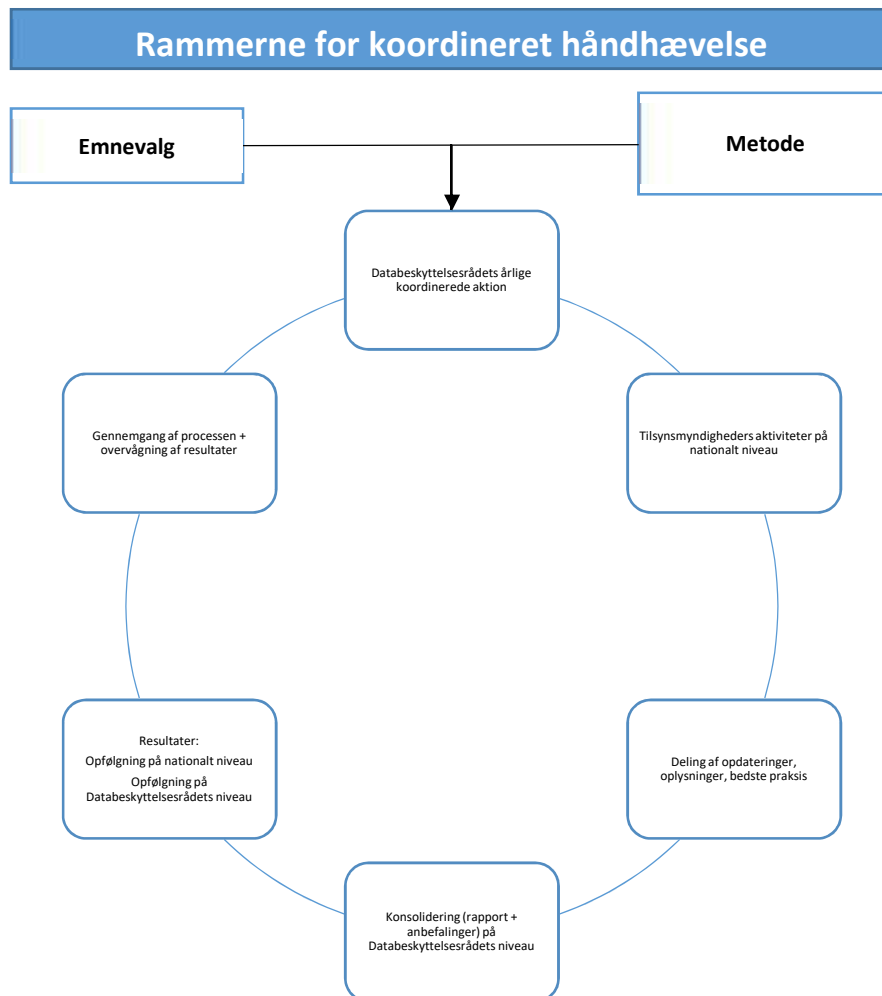 Rammerne for koordineret håndhævelse
Emnevalg
Metode
Databeskyttelsesrådets årlige
koordinerede aktion
Gennemgang af processen +
overvågning af resultater
Tilsynsmyndigheders aktiviteter på
nationalt niveau
Resultater:
Opfølgning på nationalt niveau
Opfølgning på
Databeskyttelsesrådets niveau
Deling af opdateringer,
oplysninger, bedste praksis
Konsolidering (rapport +
anbefalinger) på
Databeskyttelsesrådets niveau